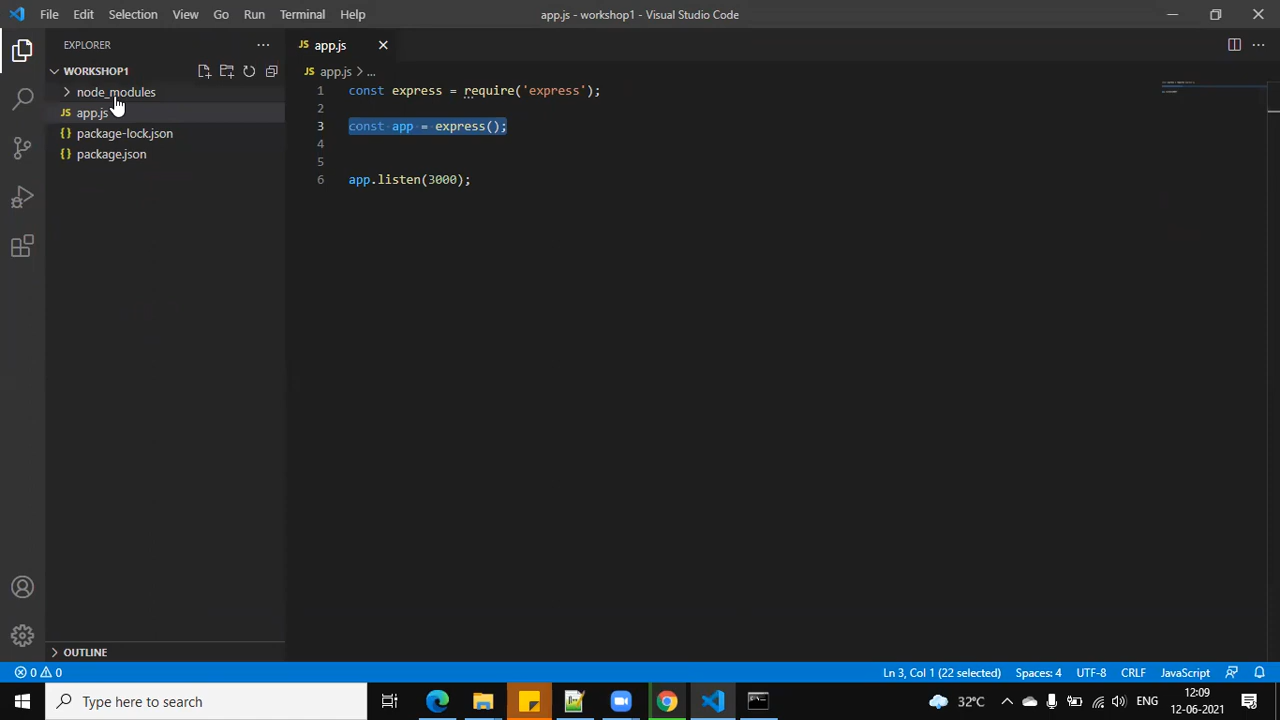 File Edit Selection View Go Run Terminal Help
app.js - workshop1 - Visual Studio Code
EXPLORER
WORKSHOP1
node_modules
JS app.js
{} package-lock.json
{} package.json
OUTLINE
JS app.js
JS app.js > ...
1 const express = require('express');
2
3 const app = express();
4
5
6 app.listen(3000);
0 0
Ln 3, Col 1 (22 selected) Spaces: 4 UTF-8 CRLF JavaScript
Type here to search
32°C
ENG
12:09
12-06-2021